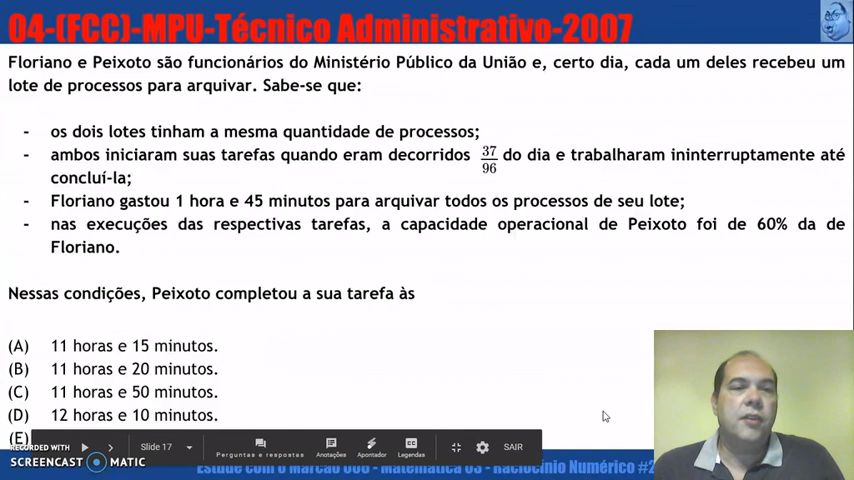 04-(FCC)-MPU-Técnico Administrativo-2007
Floriano e Peixoto são funcionários do Ministério Público da União e, certo dia, cada um deles recebeu um
lote de processos para arquivar. Sabe-se que:
- os dois lotes tinham a mesma quantidade de processos;
- ambos iniciaram suas tarefas quando eram decorridos 37/96 do dia e trabalharam ininterruptamente até
concluí-la;
- Floriano gastou 1 hora e 45 minutos para arquivar todos os processos de seu lote;
- nas execuções das respectivas tarefas, a capacidade operacional de Peixoto foi de 60% da de
Floriano.
Nessas condições, Peixoto completou a sua tarefa às
(A) 11 horas e 15 minutos.
(B) 11 horas e 20 minutos.
(C) 11 horas e 50 minutos.
(D) 12 horas e 10 minutos.
(E)
RECORDED WITH
SCREENCAST MATIC
Slide 17
Perguntas e respostas
Anotações
Apontador
Legendas
SAIR
Estude com o Marcão 006 - Matemática 03 - Raciocínio Numérico #2